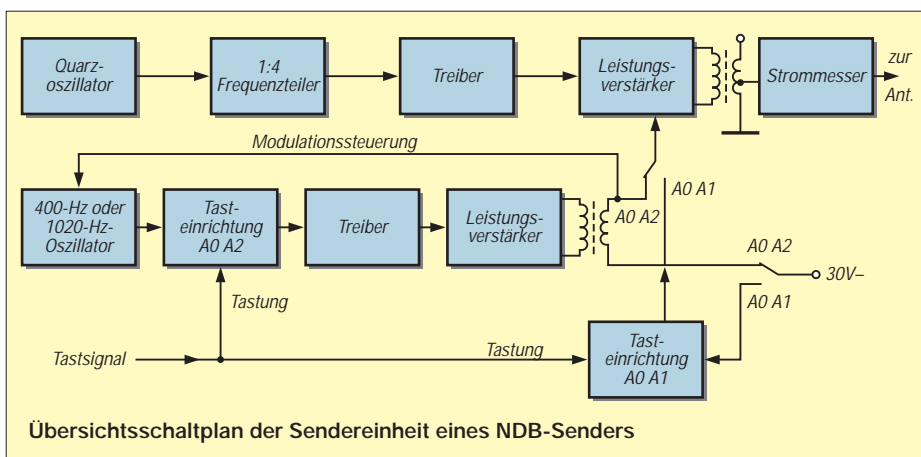 Quarz-
oszillator
1:4
Frequenzteiler
Treiber
Leistungs-
verstärker
Strommesser
zur
Ant.
Modulationssteuerung
400-Hz oder
1020-Hz-
Oszillator
Tast-
einrichtung
A0 A2
Treiber
Leistungs-
verstärker
A0 A2
A0 A1
A0 A2
30V–
A0 A1
Tastung
Tastsignal
Tastung
Tast-
einrichtung
A0 A1
Übersichtsschaltplan der Sendereinheit eines NDB-Senders